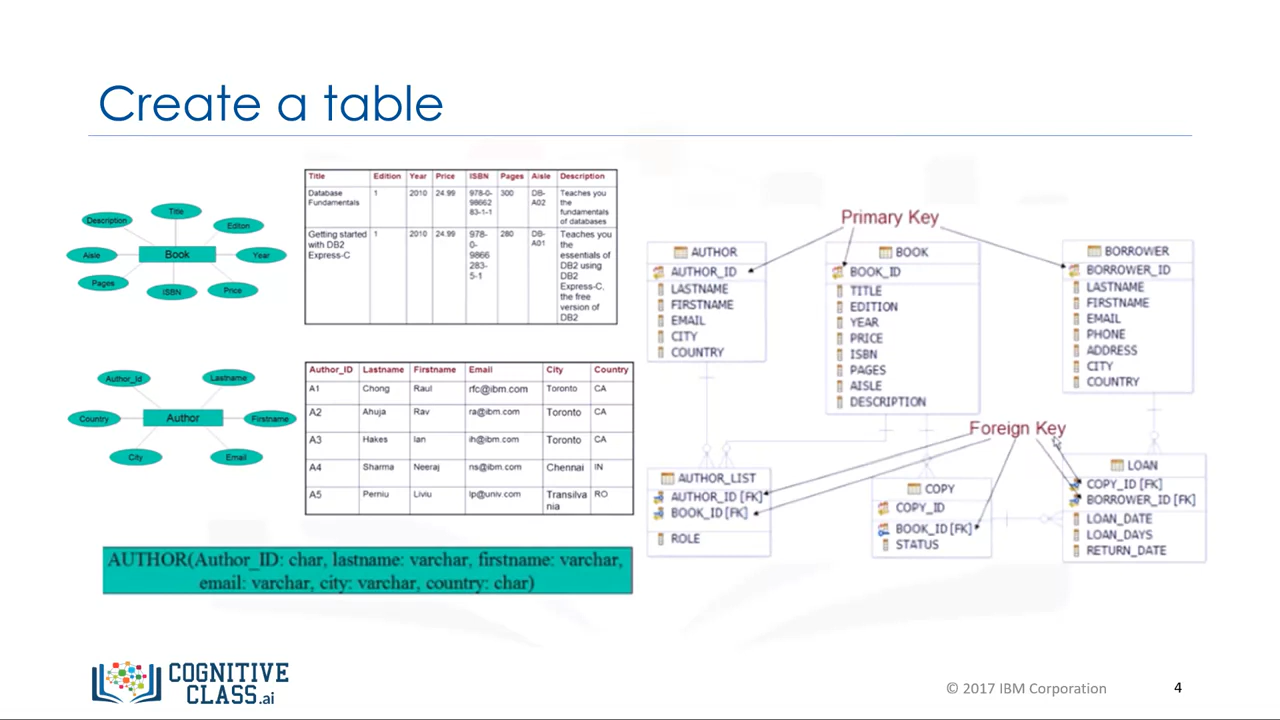 Create a table
Title
Description
Editon
Book
Aisle
Year
Pages
ISBN
Price
Title Edition Year Price ISBN Pages Aisle Description
Database Fundamentals 1 2010 24.99 978-0-98662 83-1-1 300 DB-A02 Teaches you the fundamentals of databases
Getting started with DB2 Express-C 1 2010 24.99 978-0-9866 283-5-1 280 DB-A01 Teaches you the essentials of DB2 using DB2 Express-C, the free version of DB2
Author_Id
Lastname
Country
Author
Firstname
City
Email
Author_ID Lastname Firstname Email City Country
A1 Chong Raul rfc@ibm.com Toronto CA
A2 Ahuja Rav ra@ibm.com Toronto CA
A3 Hakes Ian ih@ibm.com Toronto CA
A4 Sharma Neeraj ns@ibm.com Chennai IN
A5 Perniu Liviu lp@univ.com Transilva nia RO
AUTHOR(Author_ID: char, lastname: varchar, firstname: varchar,
email: varchar, city: varchar, country: char)
Primary Key
AUTHOR
AUTHOR_ID
LASTNAME
FIRSTNAME
EMAIL
CITY
COUNTRY
BOOK
BOOK_ID
TITLE
EDITION
YEAR
PRICE
ISBN
PAGES
AISLE
DESCRIPTION
BORROWER
BORROWER_ID
LASTNAME
FIRSTNAME
EMAIL
PHONE
ADDRESS
CITY
COUNTRY
Foreign Key
AUTHOR_LIST
AUTHOR_ID [FK]
BOOK_ID [FK]
ROLE
COPY
COPY_ID
BOOK_ID [FK]
STATUS
LOAN
COPY_ID [FK]
BORROWER_ID [FK]
LOAN_DATE
LOAN_DAYS
RETURN_DATE
COGNITIVE
CLASS.ai
© 2017 IBM Corporation
4